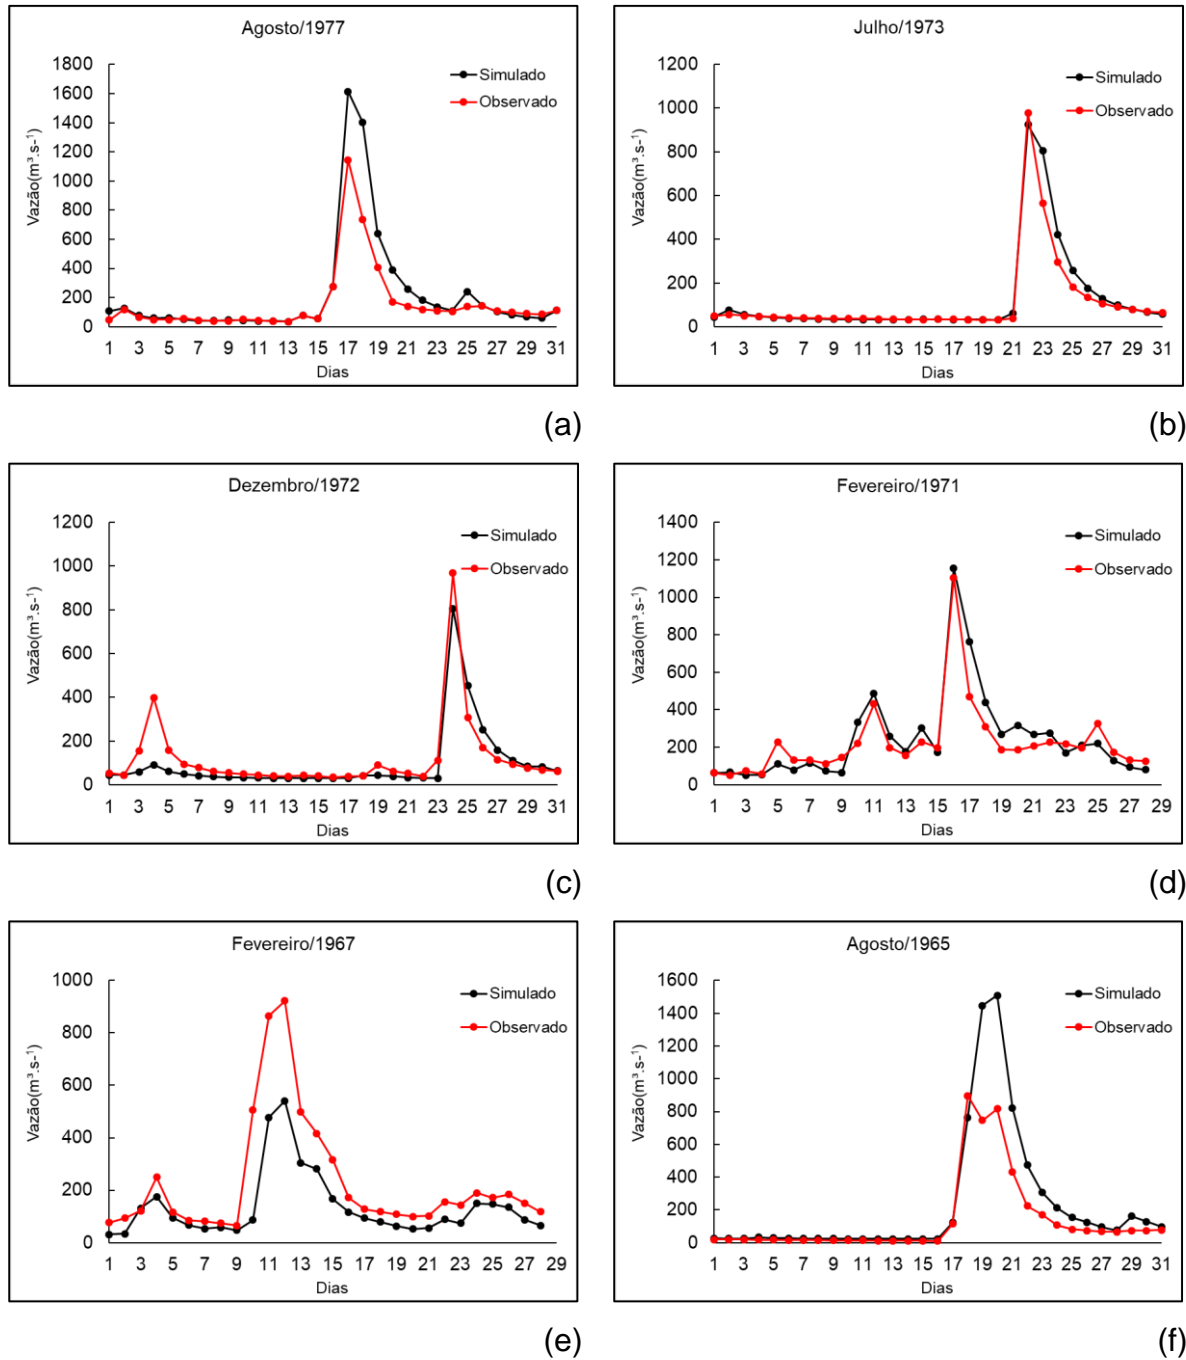 Agosto/1977
1800
1600
1400
1200
1000
800
600
400
200
0
Vazão(m³.s-¹)
Simulado
Observado
1 3 5 7 9 11 13 15 17 19 21 23 25 27 29 31
Dias
(a)
Julho/1973
1200
1000
800
600
400
200
0
Vazão(m³.s-¹)
Simulado
Observado
1 3 5 7 9 11 13 15 17 19 21 23 25 27 29 31
Dias
(b)
Dezembro/1972
1200
1000
800
600
400
200
0
Vazão(m³.s-¹)
Simulado
Observado
1 3 5 7 9 11 13 15 17 19 21 23 25 27 29 31
Dias
(c)
Fevereiro/1971
1400
1200
1000
800
600
400
200
0
Vazão(m³.s-¹)
Simulado
Observado
1 3 5 7 9 11 13 15 17 19 21 23 25 27 29
Dias
(d)
Fevereiro/1967
1000
800
600
400
200
0
Vazão(m³.s-¹)
Simulado
Observado
1 3 5 7 9 11 13 15 17 19 21 23 25 27 29
Dias
(e)
Agosto/1965
1600
1400
1200
1000
800
600
400
200
0
Vazão(m³.s-¹)
Simulado
Observado
1 3 5 7 9 11 13 15 17 19 21 23 25 27 29 31
Dias
(f)